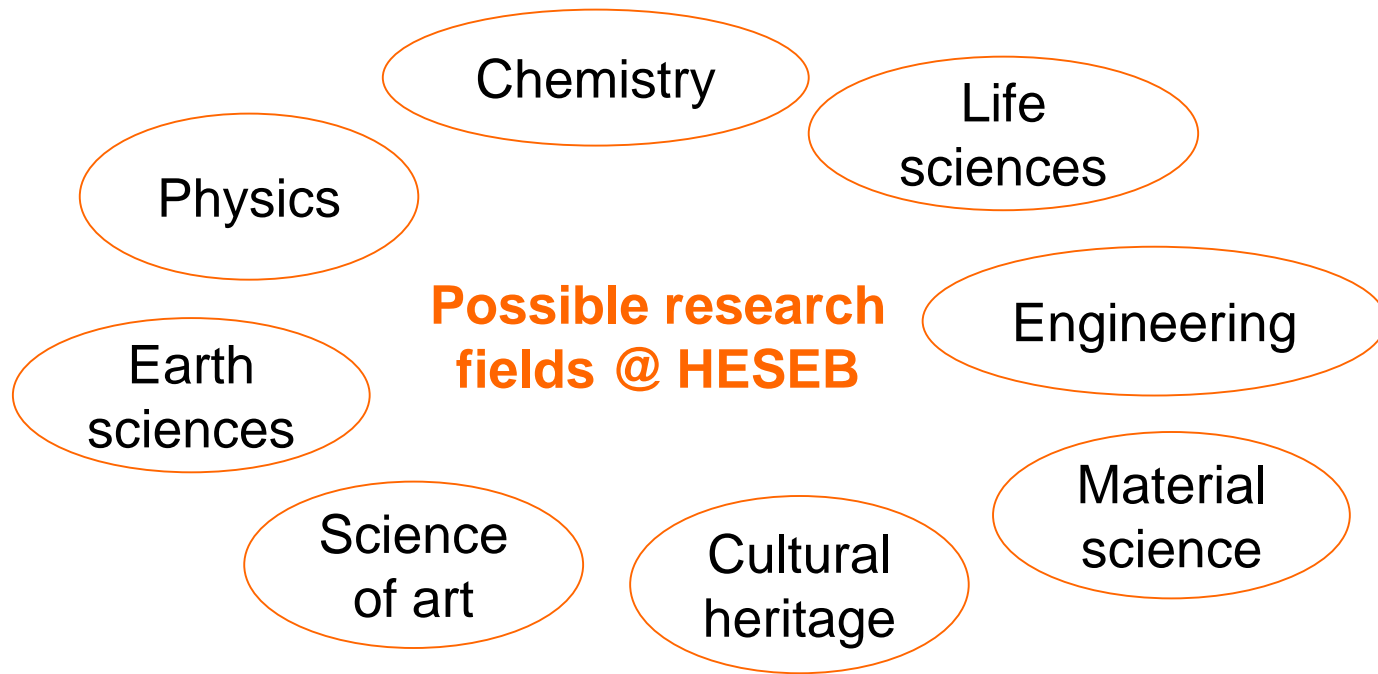 Chemistry
Life
sciences
Physics
Possible research
fields @ HESEB
Engineering
Earth
sciences
Material
science
Science
of art
Cultural
heritage